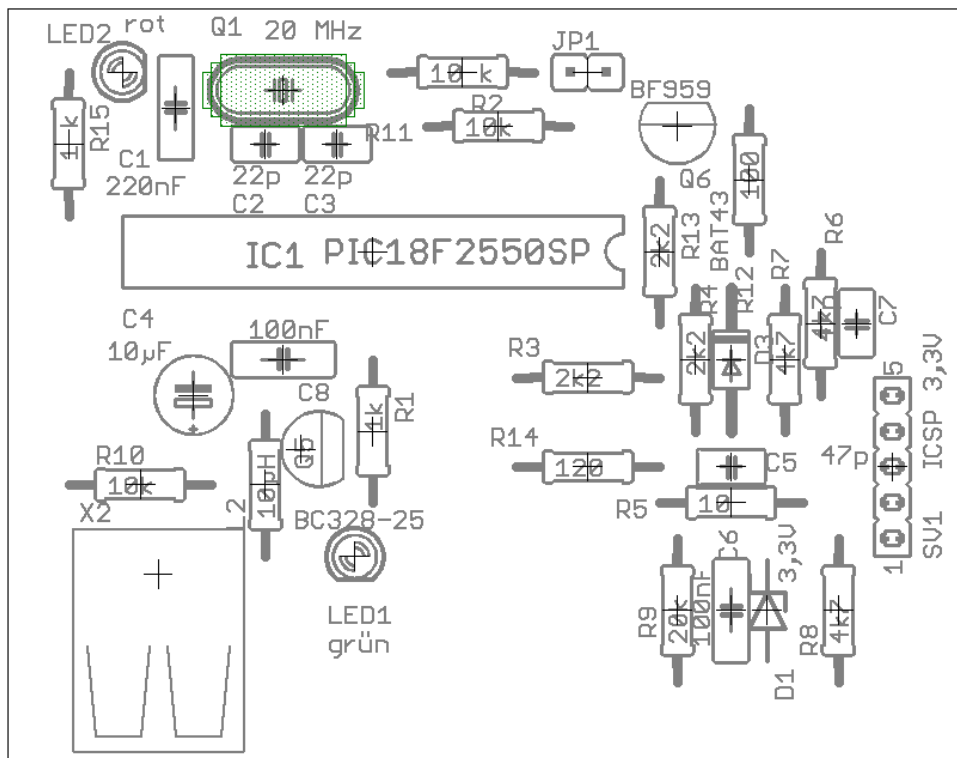 LED2
rot
Q1
20 MHz
JP1
10 k
R2
10k
BF959
R15
1k
R11
C1
220nF
22p
22p
C2
C3
Q6
100
R13
2k2
BAT43
R6
IC1
PIC18F2550SP
R4
R12
R7
4k3
C7
C4
100nF
10µF
R3
2k2
2k2
D3
4k7
5
3,3V
C8
1k
R1
R14
120
47p
ICSP
C5
Q5
R10
10k
10µH
R5
10
X2
L2
BC328-25
C6
3,3V
SV1
1
LED1
grün
R9
20k
100nF
R8
4k7
D1